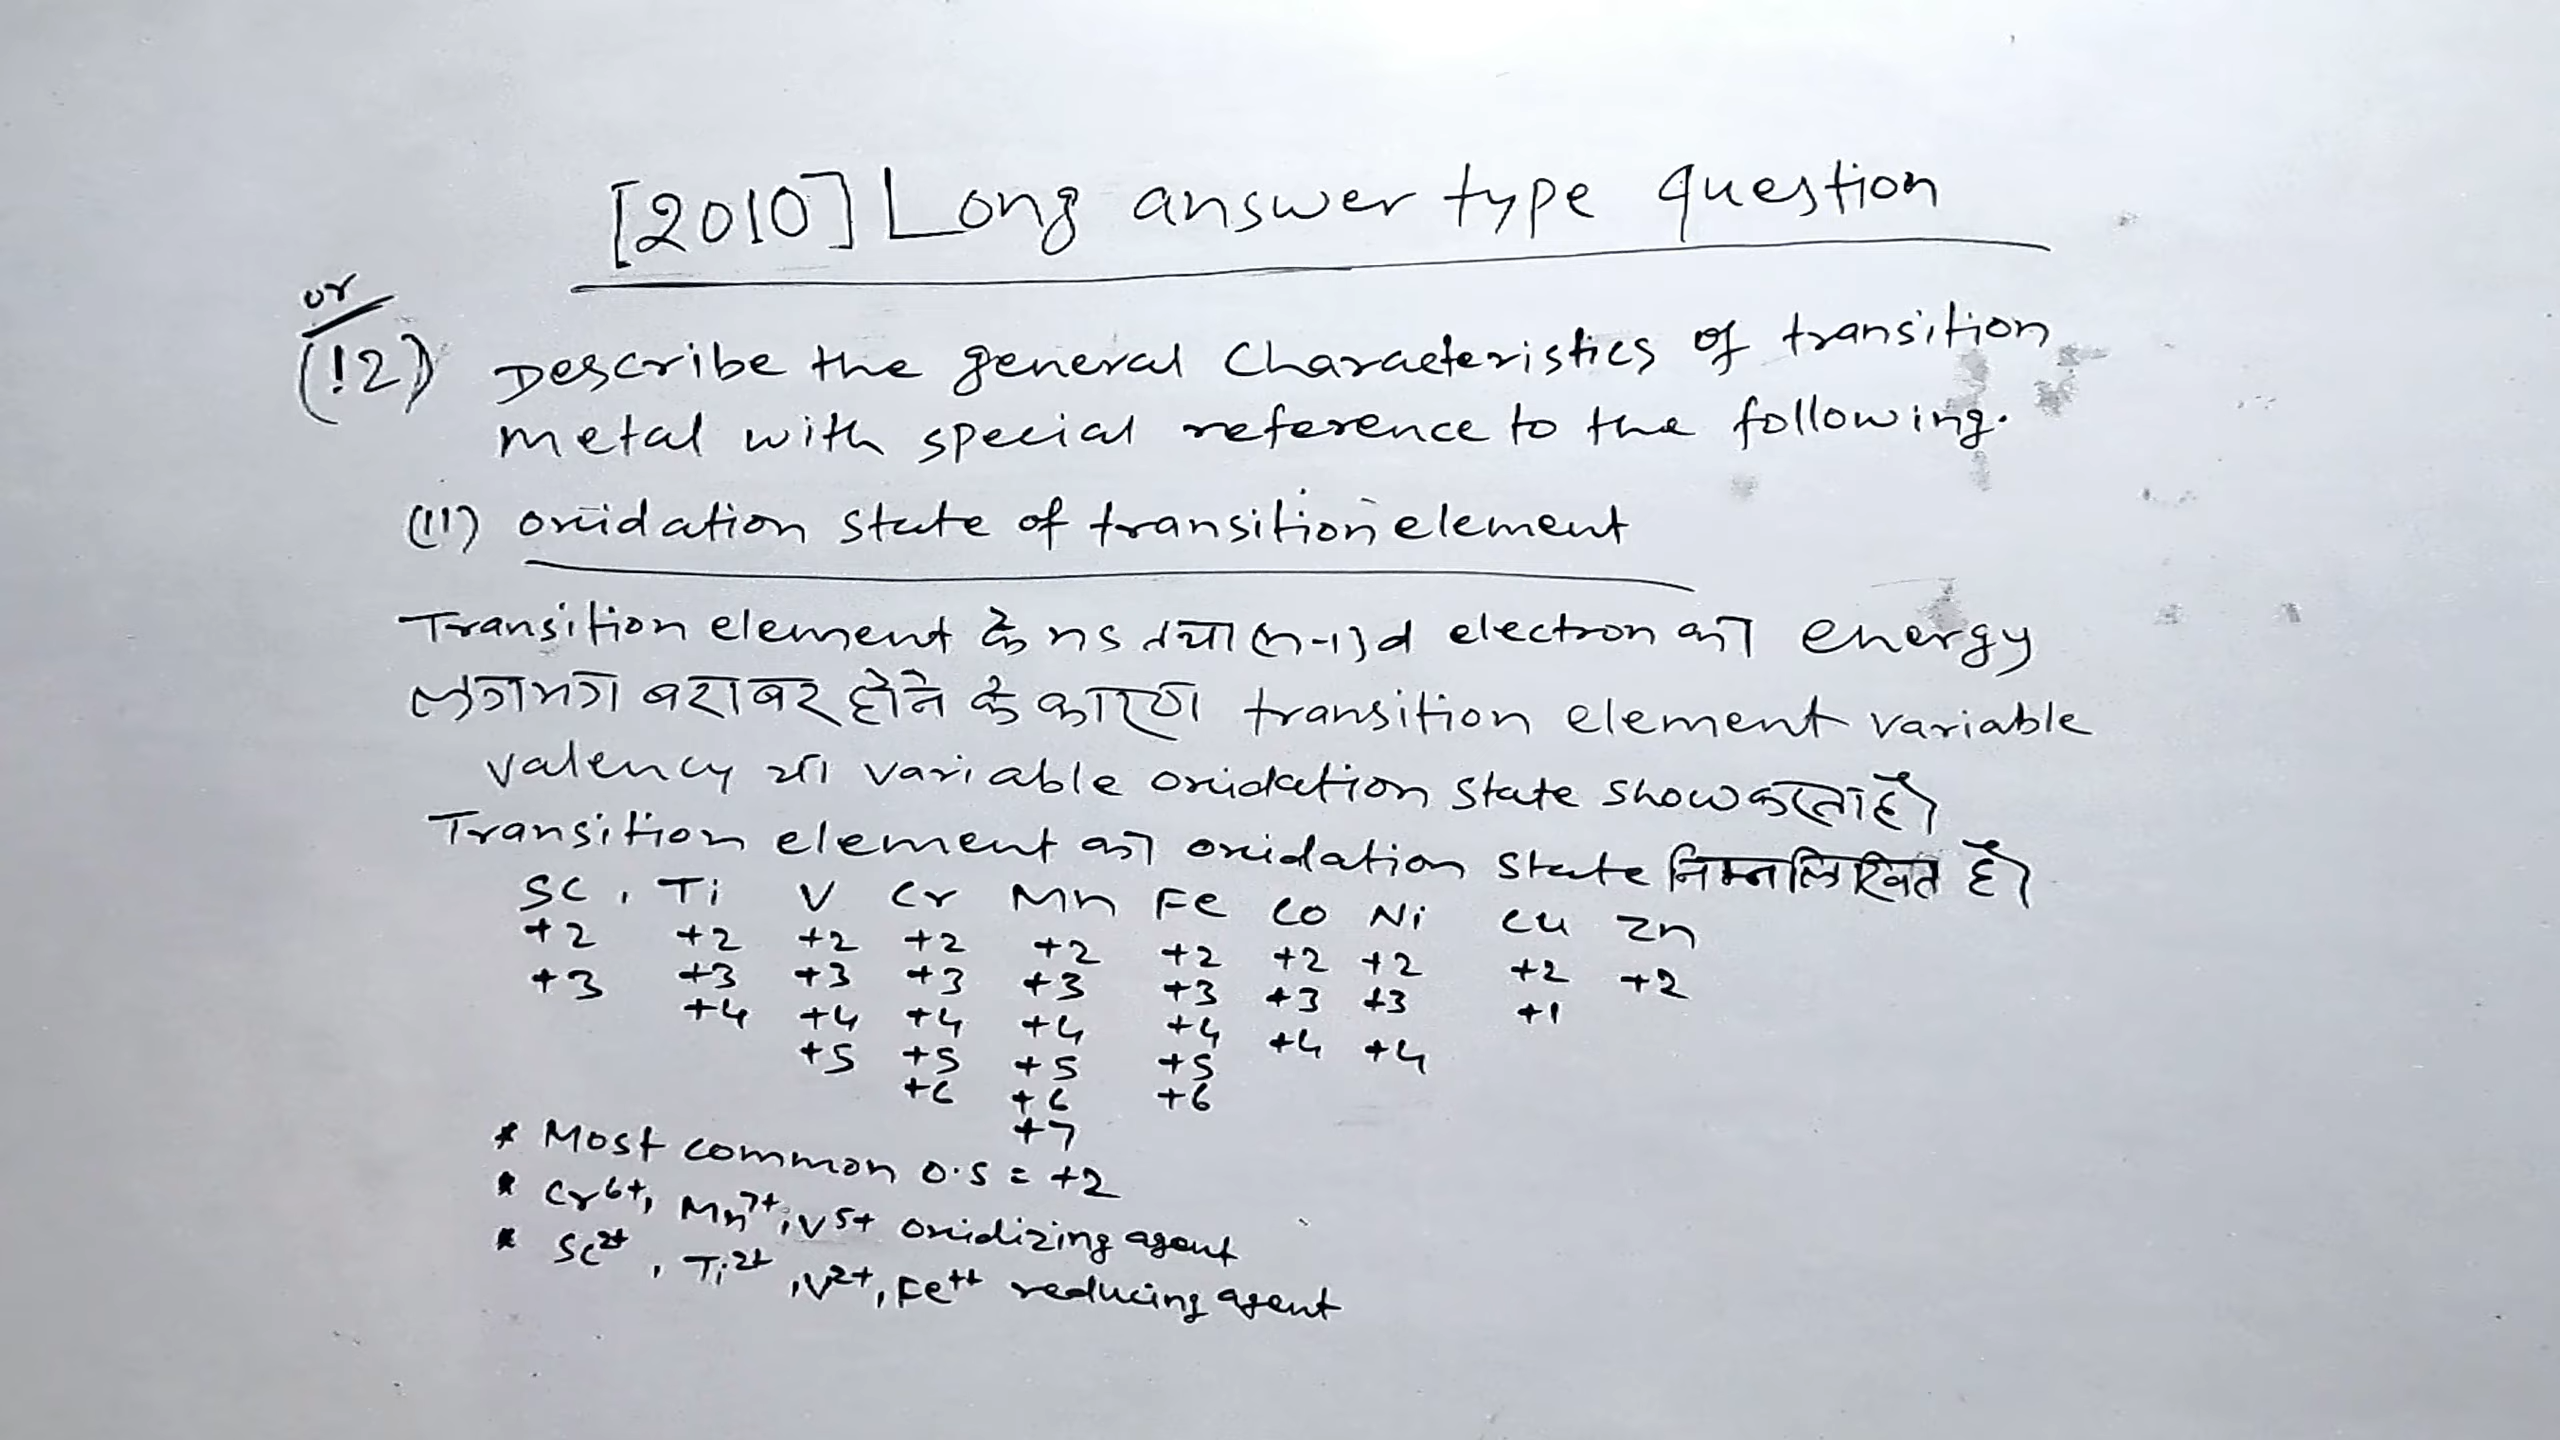 [2010] Long answer type question
or
(12) Describe the general characteristics of transition
metal with special reference to the following.
(11) oxidation state of transition element
Transition element के ns तथा (n-1)d electron की energy
लगभग बराबर होने के कारण transition element variable
valency या variable oxidation state show करता है।
Transition element की oxidation state निम्नलिखित है।
Sc, Ti V Cr Mn Fe Co Ni Cu Zn
+2 +2 +2 +2 +2 +2 +2 +2 +2 +2
+3 +3 +3 +3 +3 +3 +3 +3 +1
+4 +4 +4 +4 +4 +4 +4
+5 +5 +5 +5
+6 +6 +6
+7
* Most common O.S = +2
* Cr6+, Mn7+, V5+ oxidizing agent
* Sc2+, Ti2+, V2+, Fe++ reducing agent